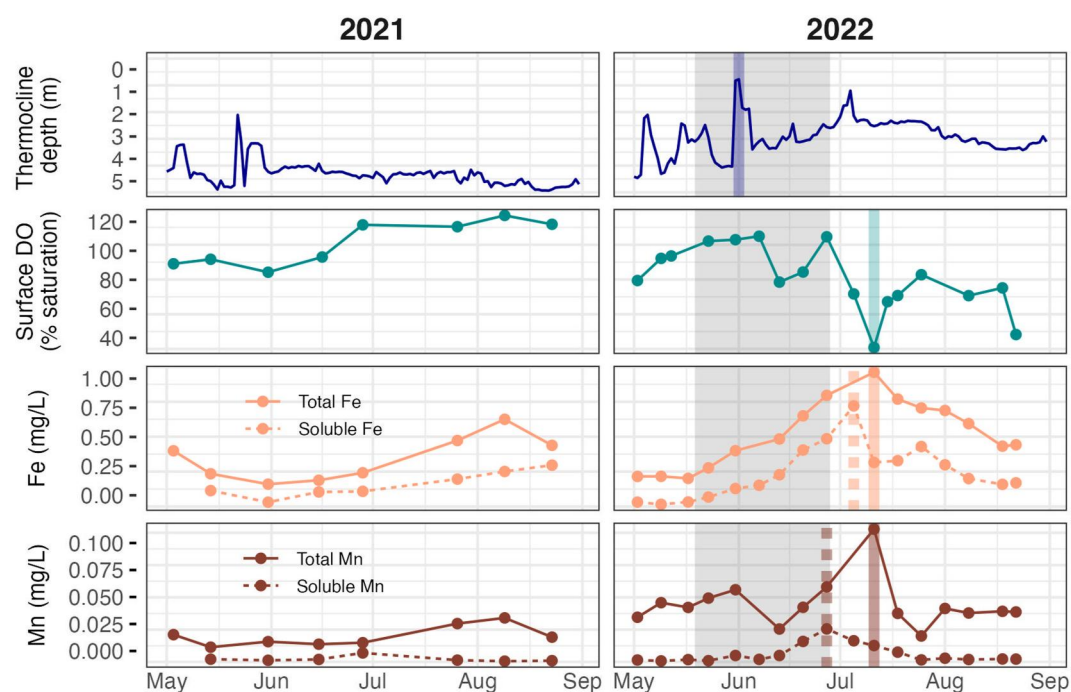 2021
2022
Thermocline
depth (m)
0
1
2
3
4
5
Surface DO
(% saturation)
120
100
80
60
40
Fe (mg/L)
1.00
0.75
0.50
0.25
0.00
Total Fe
Soluble Fe
Mn (mg/L)
0.100
0.075
0.050
0.025
0.000
Total Mn
Soluble Mn
May Jun Jul Aug Sep
May Jun Jul Aug Sep